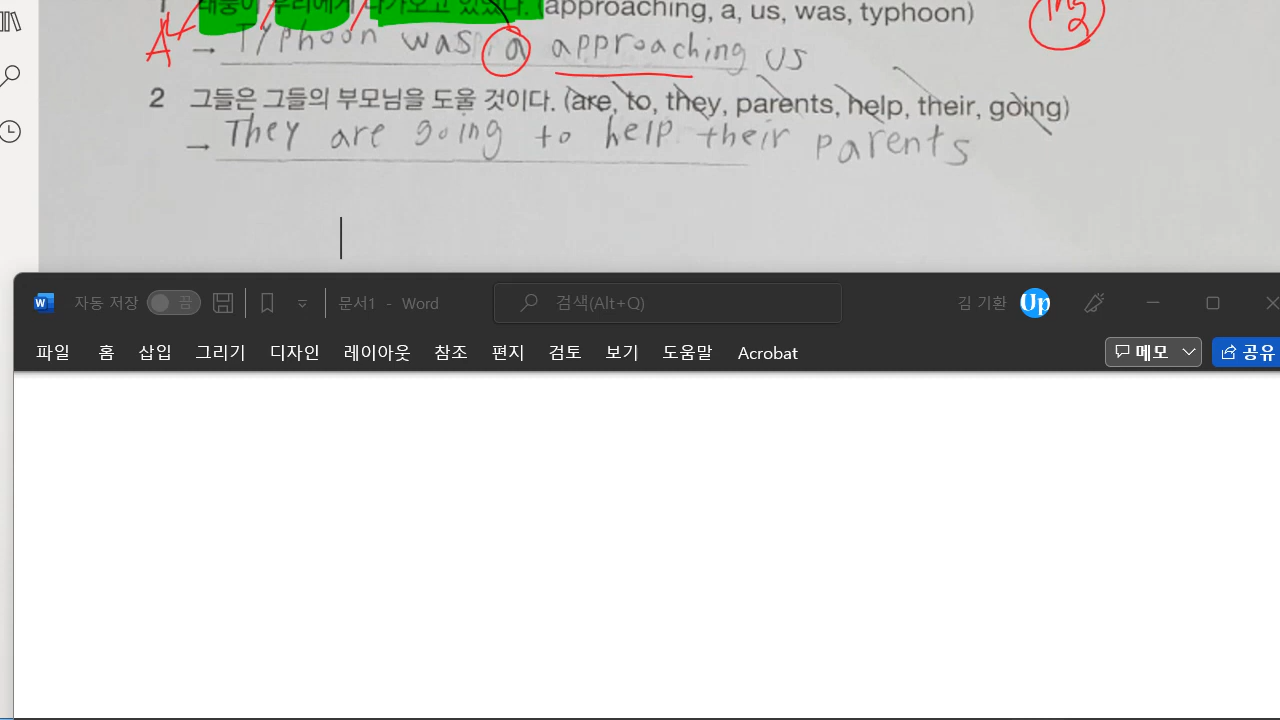 1 태풍이 우리에게 다가오고 있었다. (approaching, a, us, was, typhoon)
ing
A → Typhoon was a approaching us
2 그들은 그들의 부모님을 도울 것이다. (are, to, they, parents, help, their, going)
→ They are going to help their parents
자동 저장 끔 문서1 - Word 검색(Alt+Q) 김 기환 Up
파일 홈 삽입 그리기 디자인 레이아웃 참조 편지 검토 보기 도움말 Acrobat 메모 공유